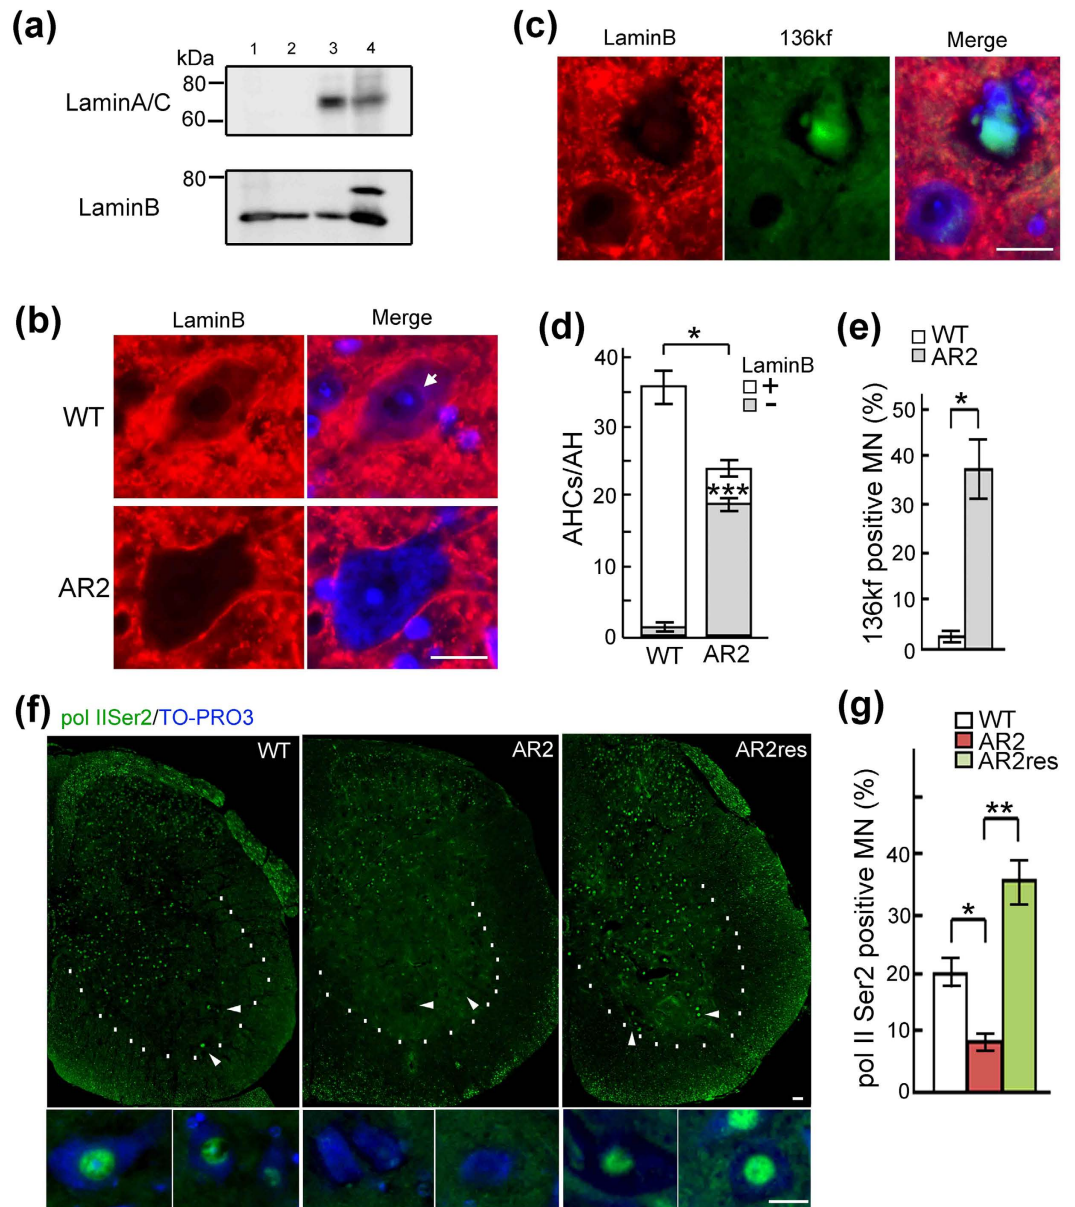 (a)
1 2 3 4
kDa
80
LaminA/C
60
80
LaminB
(b)
LaminB Merge
WT
AR2
(c)
LaminB 136kf Merge
(d)
*
LaminB
+
-
40
30
20
10
0
AHCs/AH
***
WT AR2
(e)
WT
AR2
*
50
40
30
20
10
0
136kf positive MN (%)
(f)
pol IISer2/TO-PRO3
WT AR2 AR2res
(g)
WT
AR2
AR2res
**
*
40
30
20
10
0
pol II Ser2 positive MN (%)